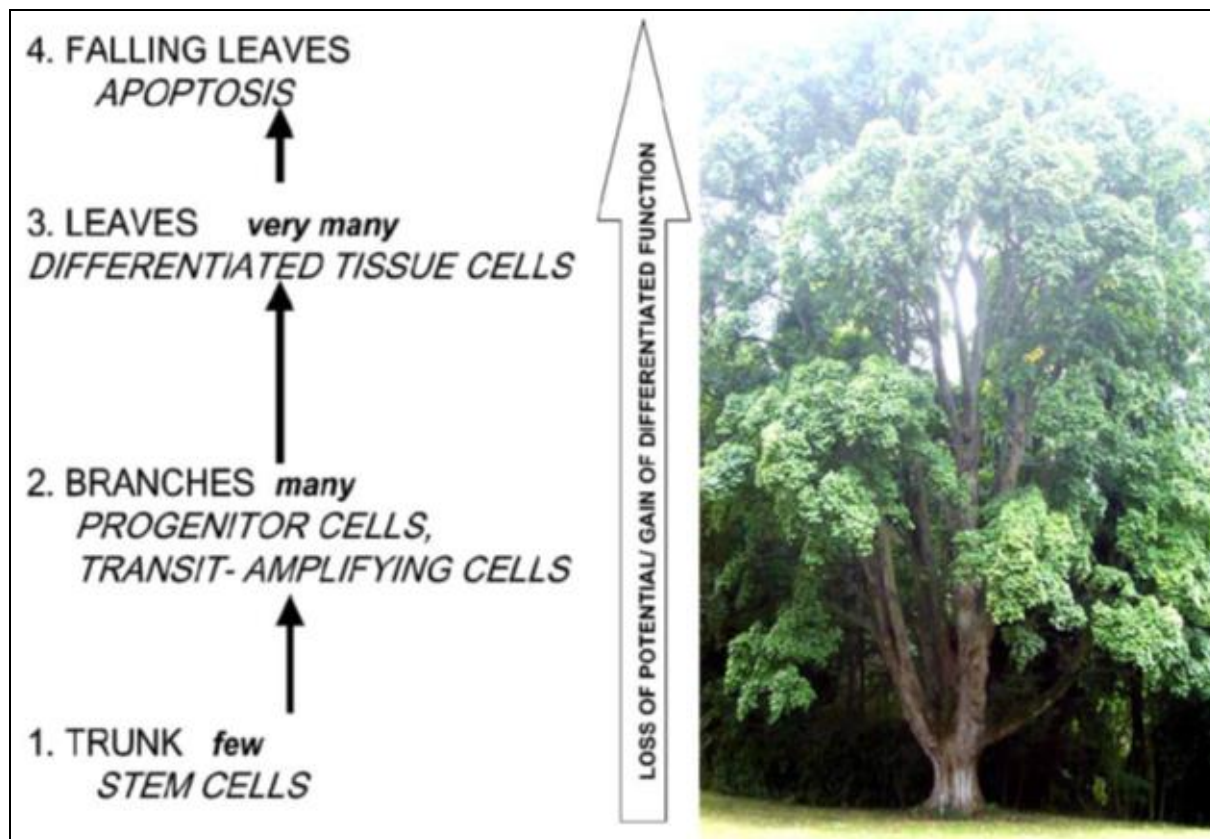 4. FALLING LEAVES
APOPTOSIS
3. LEAVES very many
DIFFERENTIATED TISSUE CELLS
2. BRANCHES many
PROGENITOR CELLS,
TRANSIT- AMPLIFYING CELLS
1. TRUNK few
STEM CELLS
LOSS OF POTENTIAL/ GAIN OF DIFFERENTIATED FUNCTION